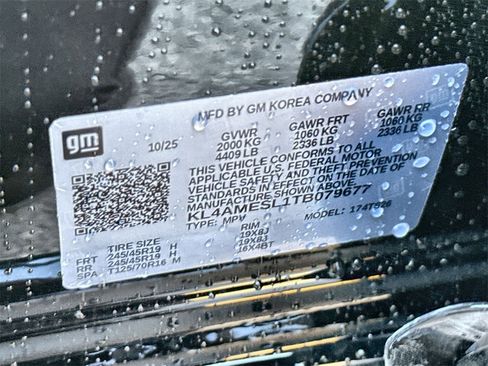 MFD BY GM KOREA COMPANY
gm
10/25 GVWR GAWR FRT GAWR RR
2000 KG 1060 KG 1060 KG
4409 LB 2336 LB 2336 LB
THIS VEHICLE CONFORMS TO ALL
APPLICABLE U.S. FEDERAL MOTOR
VEHICLE SAFETY AND THEFT PREVENTION
STANDARDS IN EFFECT ON THE DATE OF
MANUFACTURE SHOWN ABOVE.
KL4AMESL1TB079677
TYPE: MPV MODEL:
TIRE SIZE RIM
FRT 245/45R19 H 19X8J
RR 245/45R19 H 19X8J
SPA T125/70R16 M 16X4BT